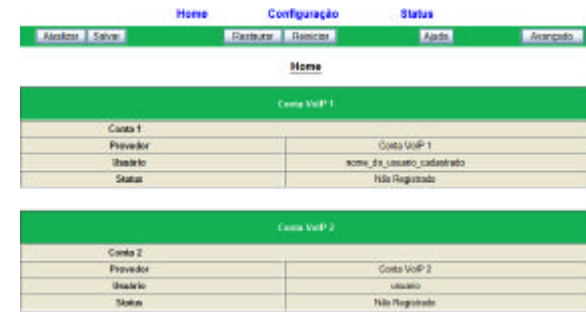 Home Configuração Status
Atualizar Salvar Restaurar Reiniciar Ajuda Avançado
Home
Conta VoIP 1
Conta 1
Provedor Conta VoIP 1
Usuário nome_do_usuario_cadastrado
Status Não Registrado
Conta VoIP 2
Conta 2
Provedor Conta VoIP 2
Usuário usuario
Status Não Registrado